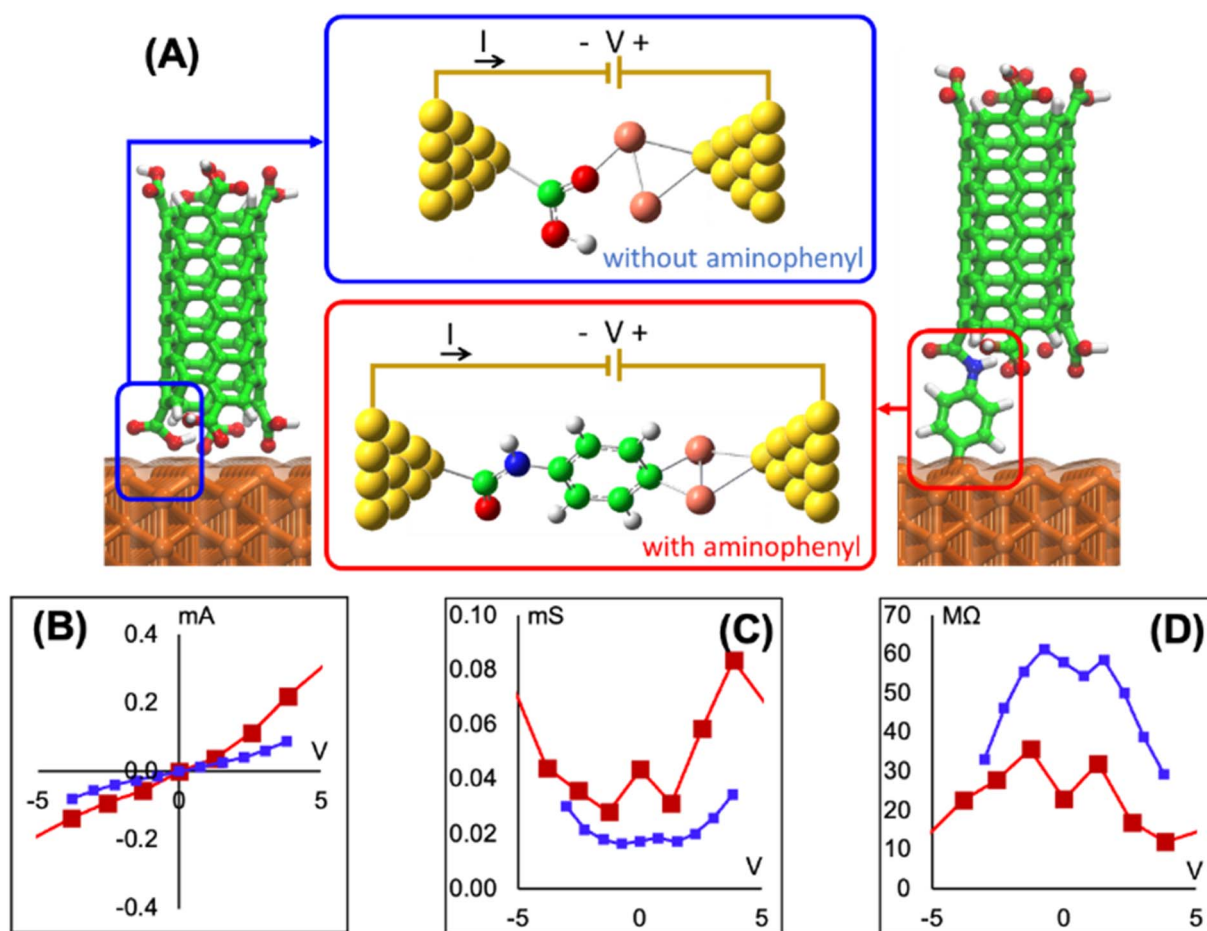 (A)
I
- V +
without aminophenyl
I
- V +
with aminophenyl
(B)
mA
0.4
0.2
V
-5
0.0
0
5
-0.2
-0.4
(C)
mS
0.10
0.08
0.06
0.04
0.02
V
0.00
-5
0
5
(D)
MΩ
70
60
50
40
30
20
10
V
0
-5
0
5